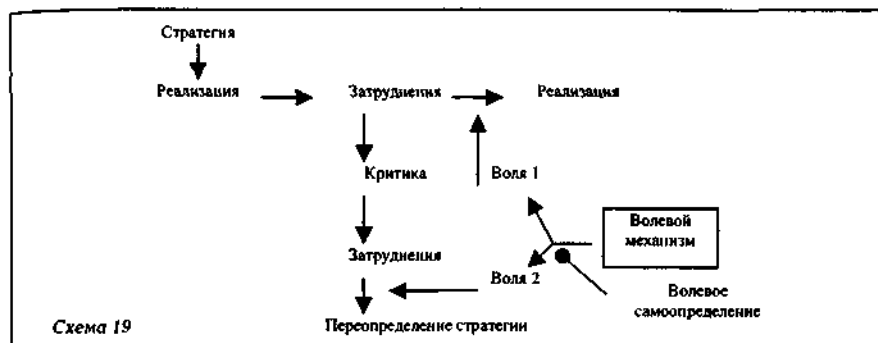 Стратегия
Реализация
Затруднения
Реализация
Критика
Воля 1
Волевой
механизм
Затруднения
Воля 2
Волевое
самоопределение
Переопределение стратегии
Схема 19